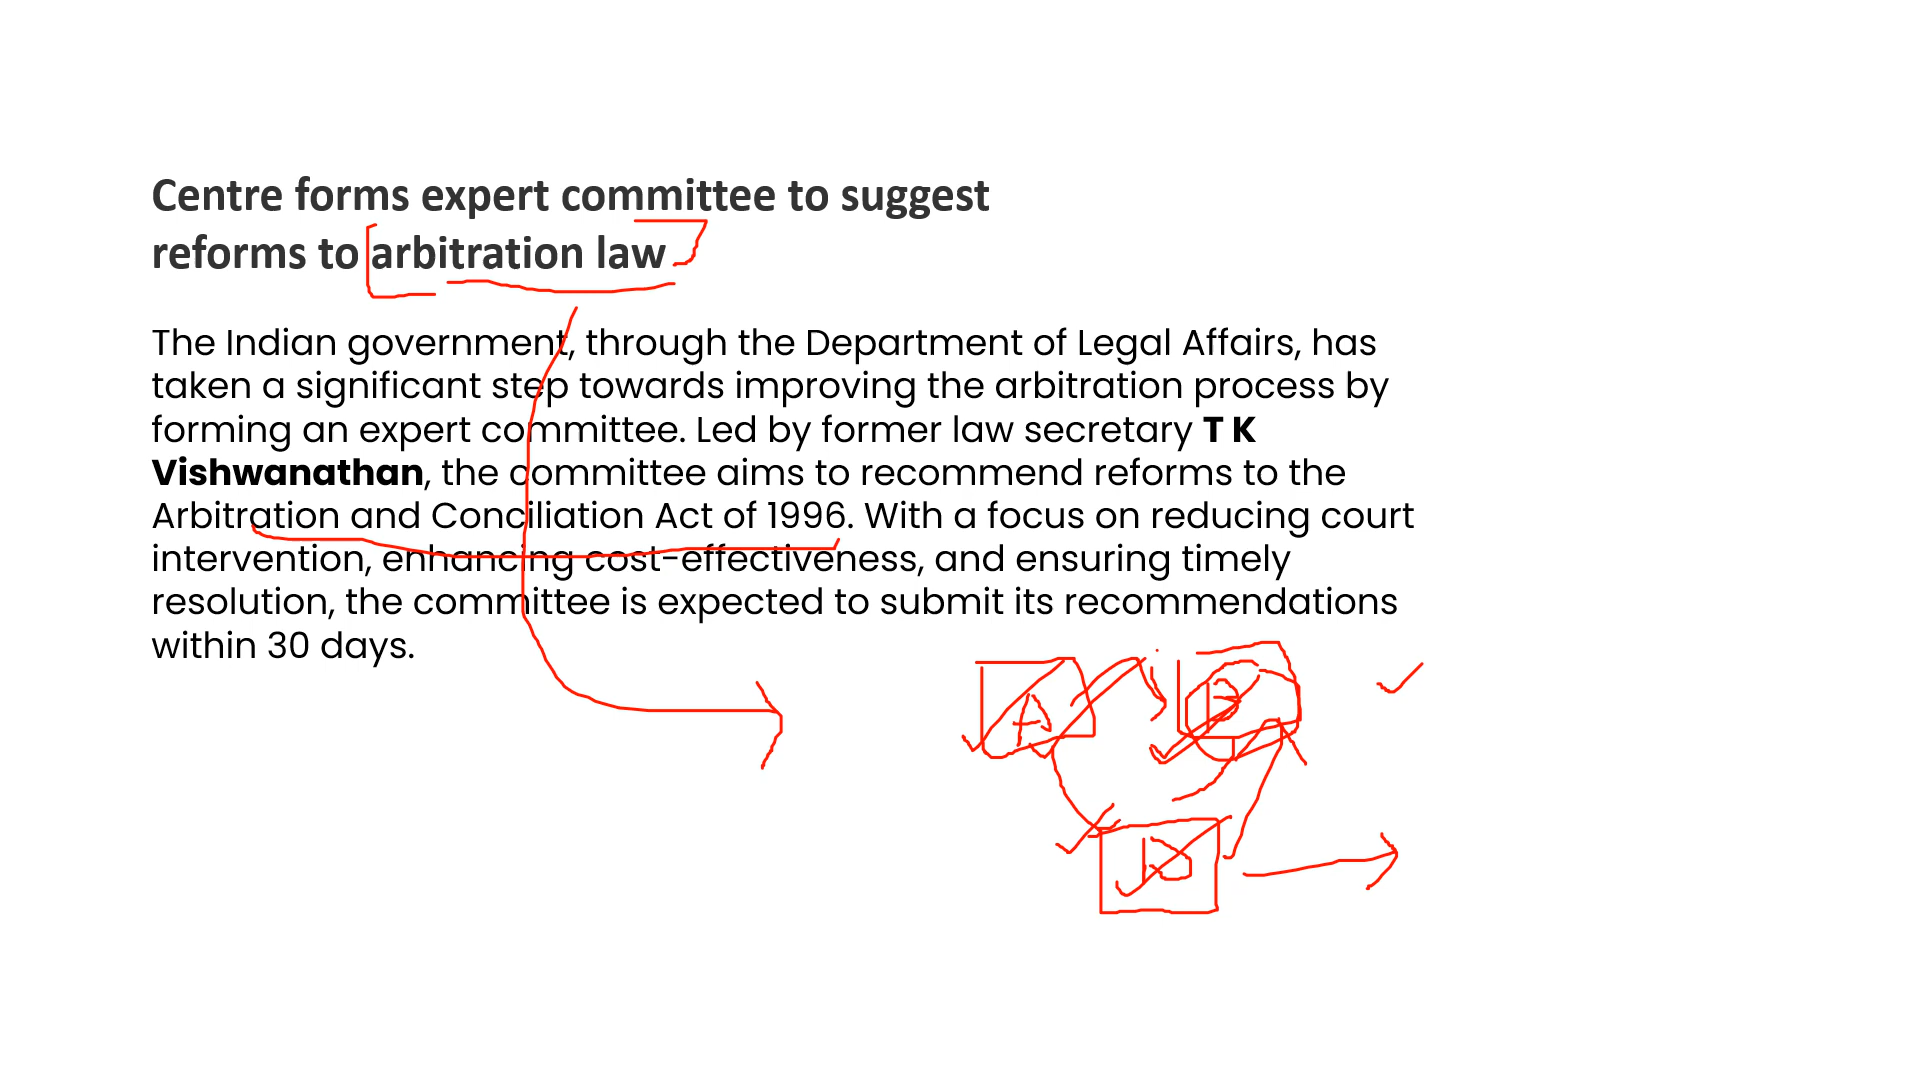 Centre forms expert committee to suggest
reforms to arbitration law
The Indian government, through the Department of Legal Affairs, has
taken a significant step towards improving the arbitration process by
forming an expert committee. Led by former law secretary T K
Vishwanathan, the committee aims to recommend reforms to the
Arbitration and Conciliation Act of 1996. With a focus on reducing court
intervention, enhancing cost-effectiveness, and ensuring timely
resolution, the committee is expected to submit its recommendations
within 30 days.
A
B